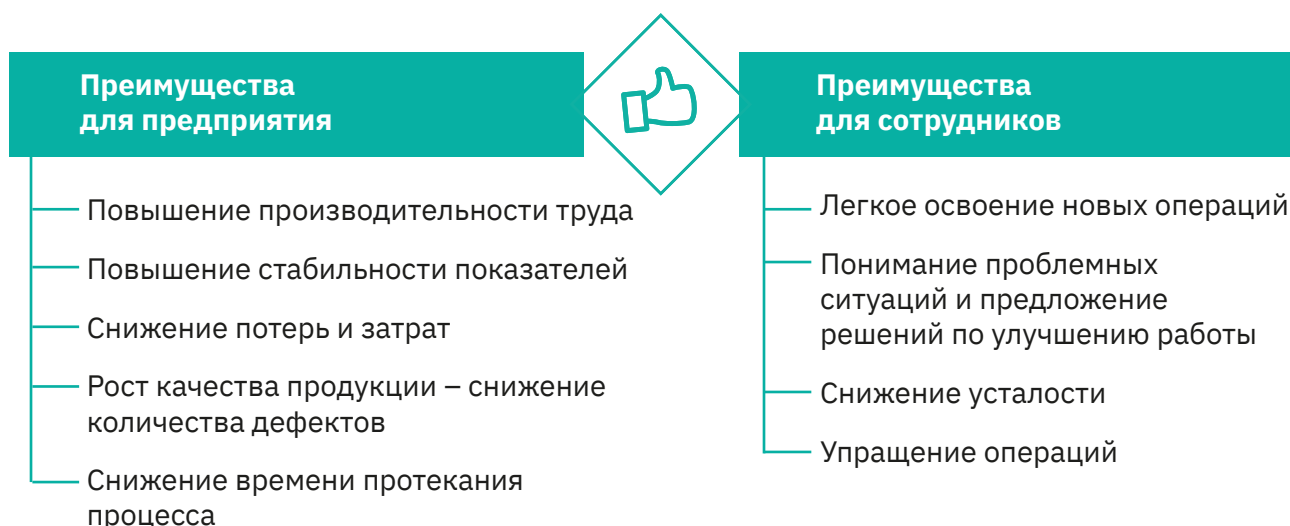 Преимущества
для предприятия
Повышение производительности труда
Повышение стабильности показателей
Снижение потерь и затрат
Рост качества продукции – снижение
количества дефектов
Снижение времени протекания
процесса
Преимущества
для сотрудников
Легкое освоение новых операций
Понимание проблемных
ситуаций и предложение
решений по улучшению работы
Снижение усталости
Упращение операций